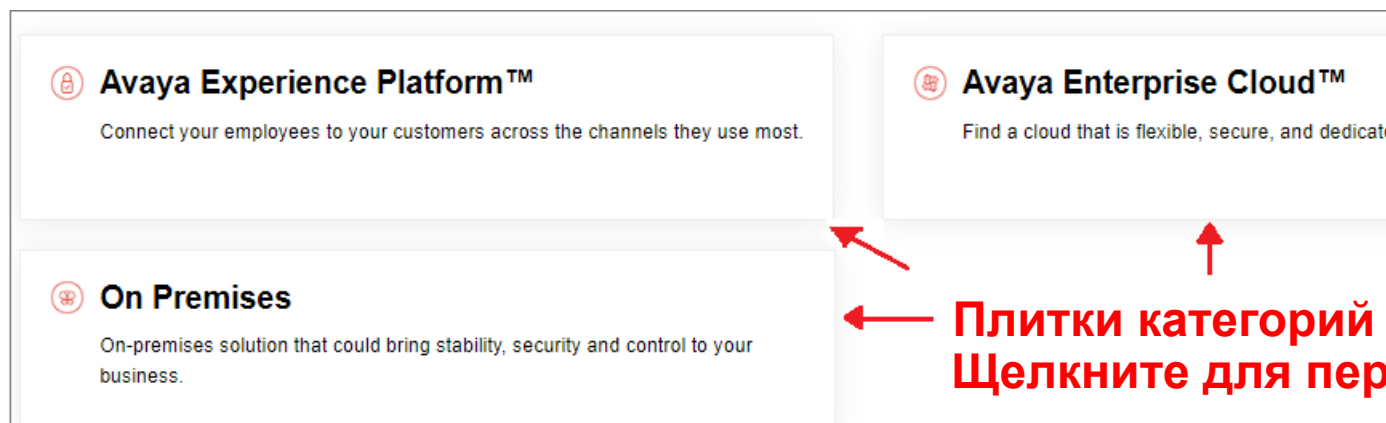 Avaya Experience Platform™
Connect your employees to your customers across the channels they use most.
Avaya Enterprise Cloud™
Find a cloud that is flexible, secure, and
On Premises
On-premises solution that could bring stability, security and control to your
business.
Плитки категорий
Щелкните для